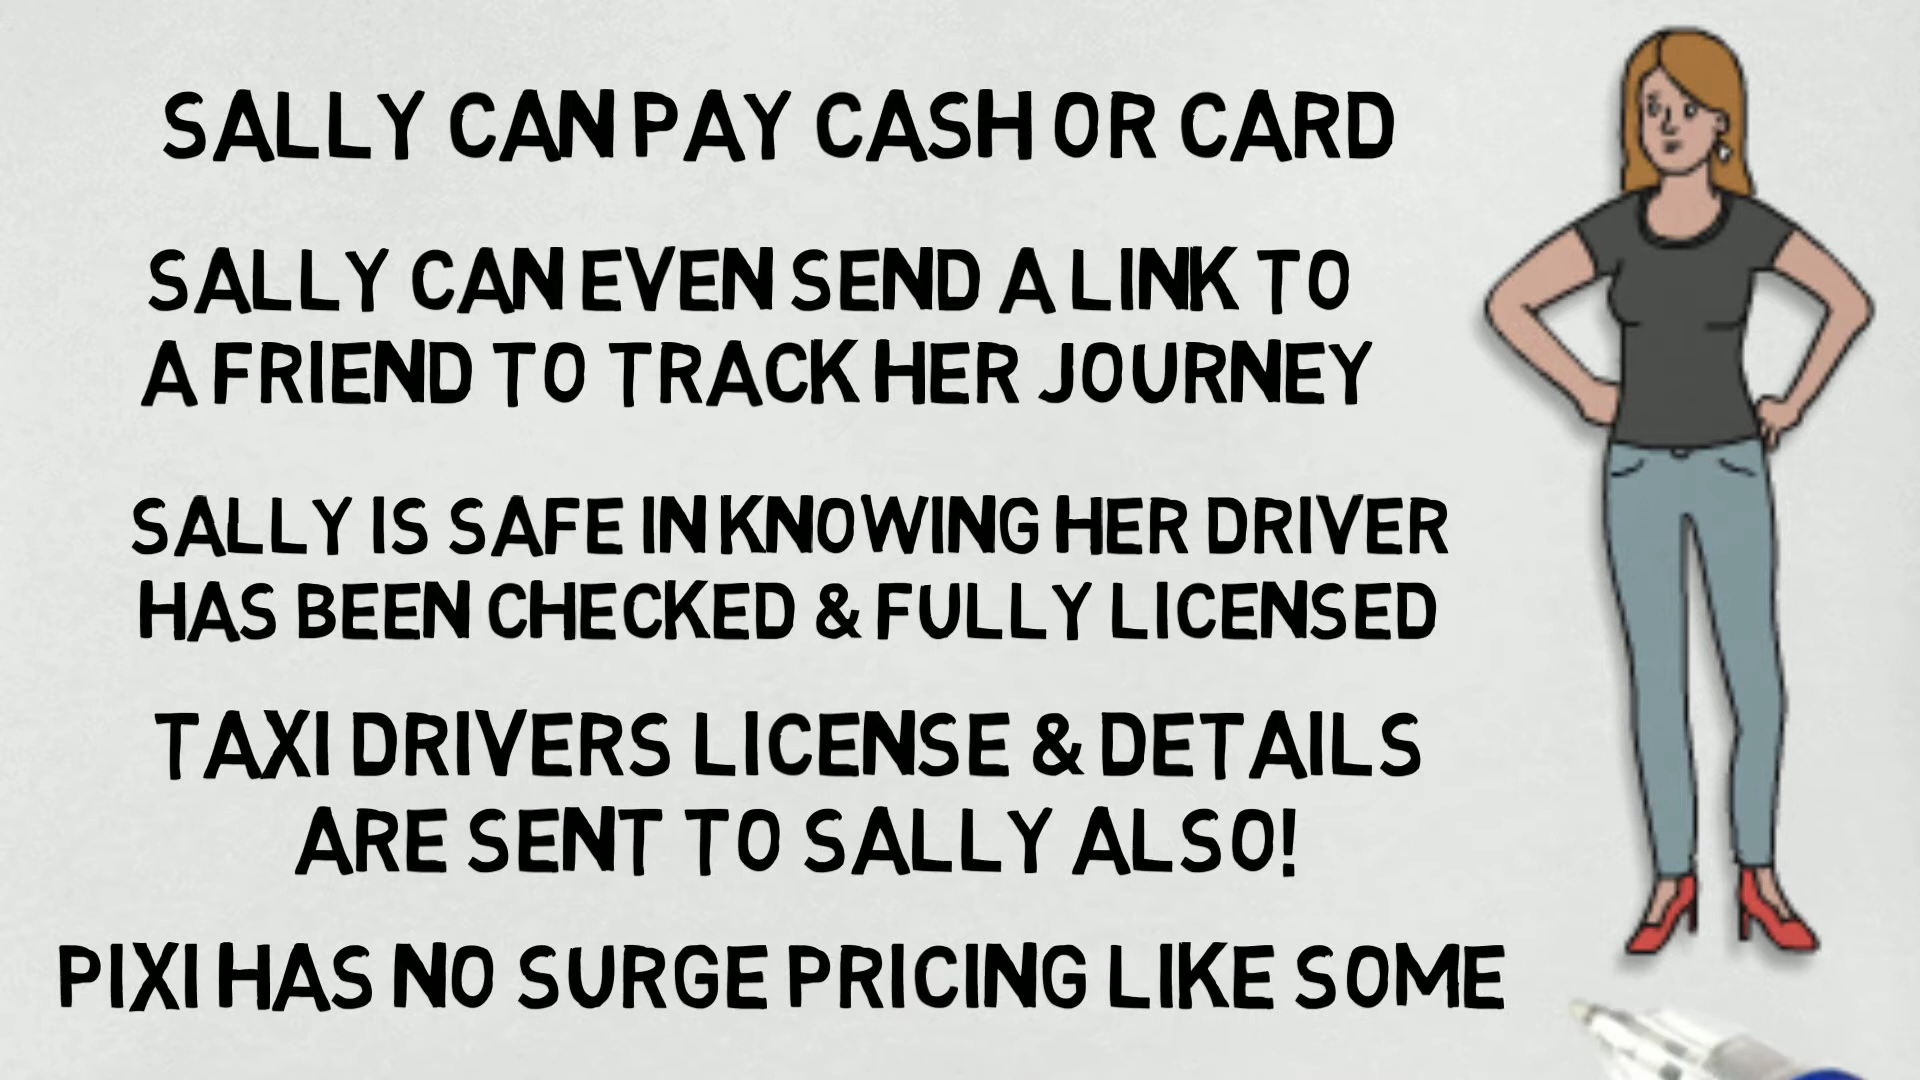 SALLY CAN PAY CASH OR CARD
SALLY CAN EVEN SEND A LINK TO
A FRIEND TO TRACK HER JOURNEY
SALLY IS SAFE IN KNOWING HER DRIVER
HAS BEEN CHECKED & FULLY LICENSED
TAXI DRIVERS LICENSE & DETAILS
ARE SENT TO SALLY ALSO!
PIXI HAS NO SURGE PRICING LIKE SOME